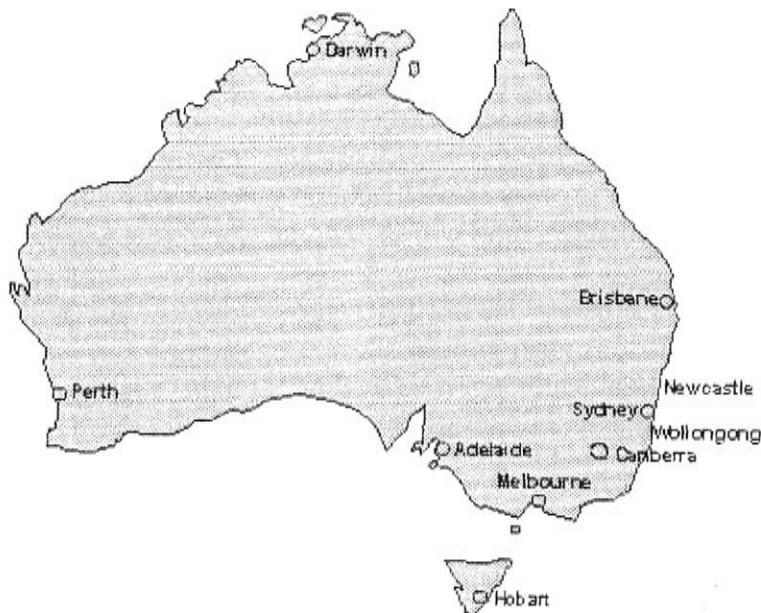 Darwin
Brisbane
Perth
Newcastle
Sydney
Wollongong
Adelaide
Canberra
Melbourne
Hobart